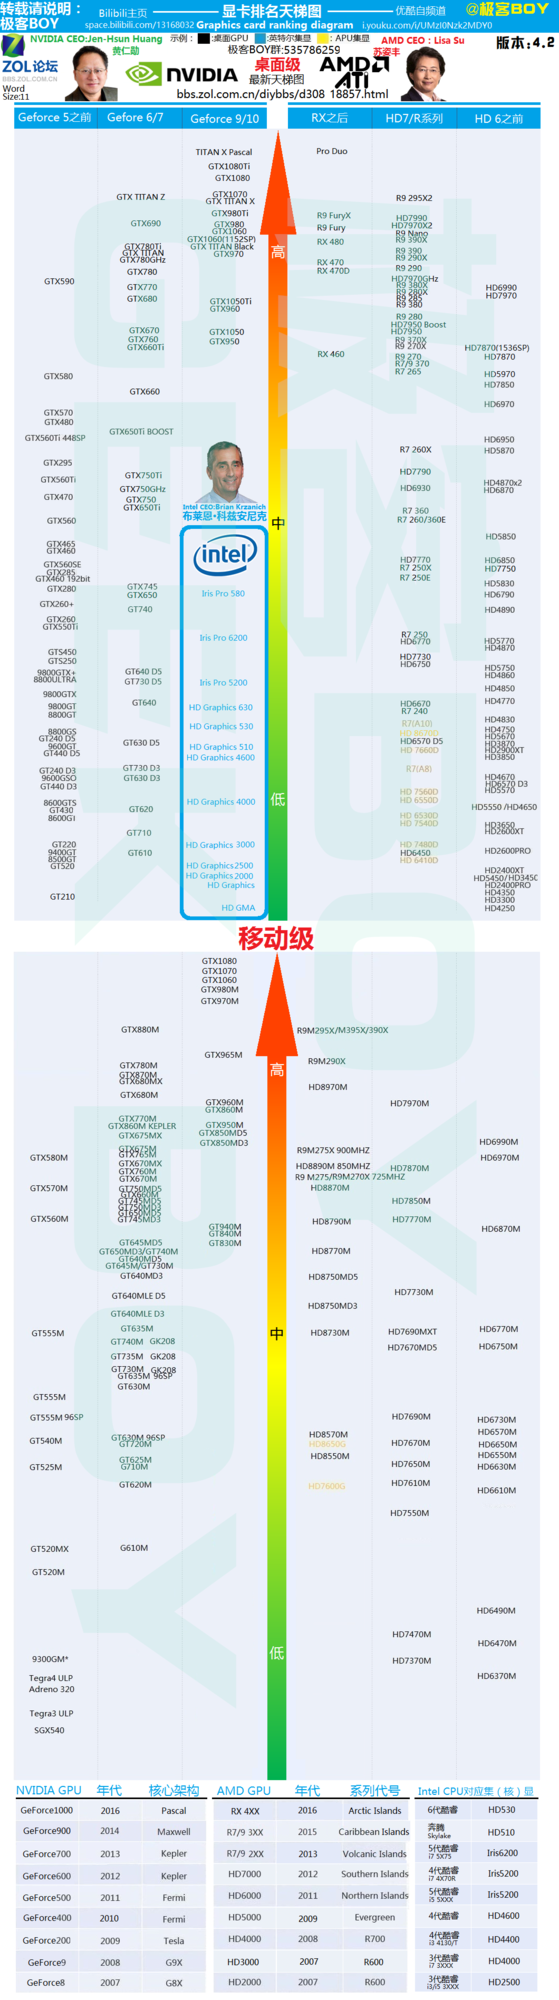 转载请说明：
极客BOY
Bilibili主页
显卡排名天梯图
优酷自频道
@极客BOY
space.bilibili.com/13168032
Graphics card ranking diagram
i.youku.com/i/UMzI0Nzk2MDY0
NVIDIA CEO:Jen-Hsun Huang
黄仁勋
示例：
:桌面GPU
:英特尔集显
:APU集显
极客BOY群:535786259
AMD CEO：Lisa Su
苏姿丰
版本:4.2
ZOL论坛
BBS.ZOL.COM.CN
Word
Size:11
NVIDIA
桌面级
最新天梯图
AMD
ATi
bbs.zol.com.cn/diybbs/d308_18857.html
Geforce 5之前
Gefore 6/7
Geforce 9/10
RX之后
HD7/R系列
HD 6之前
TITAN X Pascal
GTX1080Ti
GTX1080
GTX1070
GTX TITAN X
GTX980Ti
GTX980
GTX1060
GTX1060(1152SP)
GTX TITAN Black
GTX970
GTX1050Ti
GTX960
GTX1050
GTX950
GTX TITAN Z
GTX690
GTX780Ti
GTX TITAN
GTX780GHz
GTX780
GTX770
GTX680
GTX670
GTX760
GTX660Ti
GTX660
GTX650Ti BOOST
GTX750Ti
GTX750GHz
GTX750
GTX650Ti
GTX745
GTX650
GT740
GT640 D5
GT730 D5
GT640
GT630 D5
GT730 D3
GT630 D3
GT620
GT710
GT610
GTX590
GTX580
GTX570
GTX480
GTX560Ti 448SP
GTX295
GTX560Ti
GTX470
GTX560
GTX465
GTX460
GTX560SE
GTX285
GTX460 192bit
GTX280
GTX260+
GTX260
GTX550Ti
GTS450
GTS250
9800GTX+
8800ULTRA
9800GTX
9800GT
8800GT
8800GS
GT240 D5
9600GT
GT440 D5
GT240 D3
9600GSO
GT440 D3
8600GTS
GT430
8600GT
GT220
9400GT
8500GT
GT520
GT210
Intel CEO:Brian Krzanich
布莱恩·科兹安尼克
intel
Iris Pro 580
Iris Pro 6200
Iris Pro 5200
HD Graphics 630
HD Graphics 530
HD Graphics 510
HD Graphics 4600
HD Graphics 4000
HD Graphics 3000
HD Graphics2500
HD Graphics2000
HD Graphics
HD GMA
高
中
低
Pro Duo
R9 FuryX
R9 Fury
RX 480
RX 470
RX 470D
RX 460
R9 295X2
HD7990
HD7970X2
R9 Nano
R9 390X
R9 390
R9 290X
R9 290
HD7970GHz
R9 380X
R9 280X
R9 285
R9 380
R9 280
HD7950 Boost
HD7950
R9 370X
R9 270X
R9 270
R7/9 370
R7 265
R7 260X
HD7790
HD6930
R7 360
R7 260/360E
HD7770
R7 250X
R7 250E
R7 250
HD6770
HD7730
HD6750
HD6670
R7 240
R7(A10)
HD 8670D
HD6570 D5
HD 7660D
R7(A8)
HD 7560D
HD 6550D
HD 6530D
HD 7540D
HD 7480D
HD6450
HD 6410D
HD6990
HD7970
HD7870(1536SP)
HD7870
HD5970
HD7850
HD6970
HD6950
HD5870
HD4870x2
HD6870
HD5850
HD6850
HD7750
HD5830
HD6790
HD4890
HD5770
HD4870
HD5750
HD4860
HD4850
HD4770
HD4830
HD4750
HD5670
HD3870
HD2900XT
HD3850
HD4670
HD6570 D3
HD5570
HD5550 /HD4650
HD3650
HD2600XT
HD2600PRO
HD2400XT
HD5450/HD345C
HD2400PRO
HD4350
HD3300
HD4250
移动级
GTX1080
GTX1070
GTX1060
GTX980M
GTX970M
GTX965M
GTX960M
GTX860M
GTX950M
GTX850MD5
GTX850MD3
GT940M
GT840M
GT830M
GTX880M
GTX780M
GTX870M
GTX680MX
GTX680M
GTX770M
GTX860M KEPLER
GTX675MX
GTX675M
GTX765M
GTX670MX
GTX760M
GTX670M
GT750MD5
GTX660M
GT745MD5
GT750MD3
GT650MD5
GT745MD3
GT645MD5
GT650MD3/GT740M
GT640MD5
GT645M/GT730M
GT640MD3
GT640MLE D5
GT640MLE D3
GT635M
GT740M GK208
GT735M GK208
GT730M GK208
GT635M 96SP
GT630M
GT630M 96SP
GT720M
GT625M
G710M
GT620M
G610M
GTX580M
GTX570M
GTX560M
GT555M
GT555M
GT555M 96SP
GT540M
GT525M
GT520MX
GT520M
9300GM*
Tegra4 ULP
Adreno 320
Tegra3 ULP
SGX540
高
中
低
R9M295X/M395X/390X
R9M290X
HD8970M
R9M275X 900MHZ
HD8890M 850MHZ
R9 M275/R9M270X 725MHZ
HD8870M
HD8790M
HD8770M
HD8750MD5
HD8750MD3
HD8730M
HD8570M
HD8650G
HD8550M
HD7600G
HD7970M
HD7870M
HD7850M
HD7770M
HD7730M
HD7690MXT
HD7670MD5
HD7690M
HD7670M
HD7650M
HD7610M
HD7550M
HD7470M
HD7370M
HD6990M
HD6970M
HD6870M
HD6770M
HD6750M
HD6730M
HD6570M
HD6650M
HD6550M
HD6630M
HD6610M
HD6490M
HD6470M
HD6370M
NVIDIA GPU 年代 核心架构
GeForce1000 2016 Pascal
GeForce900 2014 Maxwell
GeForce700 2013 Kepler
GeForce600 2012 Kepler
GeForce500 2011 Fermi
GeForce400 2010 Fermi
GeForce200 2009 Tesla
GeForce9 2008 G9X
GeForce8 2007 G8X
AMD GPU 年代 系列代号
RX 4XX 2016 Arctic Islands
R7/9 3XX 2015 Caribbean Islands
R7/9 2XX 2013 Volcanic Islands
HD7000 2012 Southern Islands
HD6000 2011 Northern Islands
HD5000 2009 Evergreen
HD4000 2008 R700
HD3000 2007 R600
HD2000 2007 R600
Intel CPU对应集（核）显
6代酷睿 HD530
奔腾
Skylake HD510
5代酷睿
i7 5X75 Iris6200
4代酷睿
i7 4X70R Iris5200
5代酷睿
i5 5XXX Iris5200
4代酷睿 HD4600
4代酷睿
i3 4130/T HD4400
3代酷睿
i7 3XXX HD4000
3代酷睿
i3/i5 3XXX HD2500